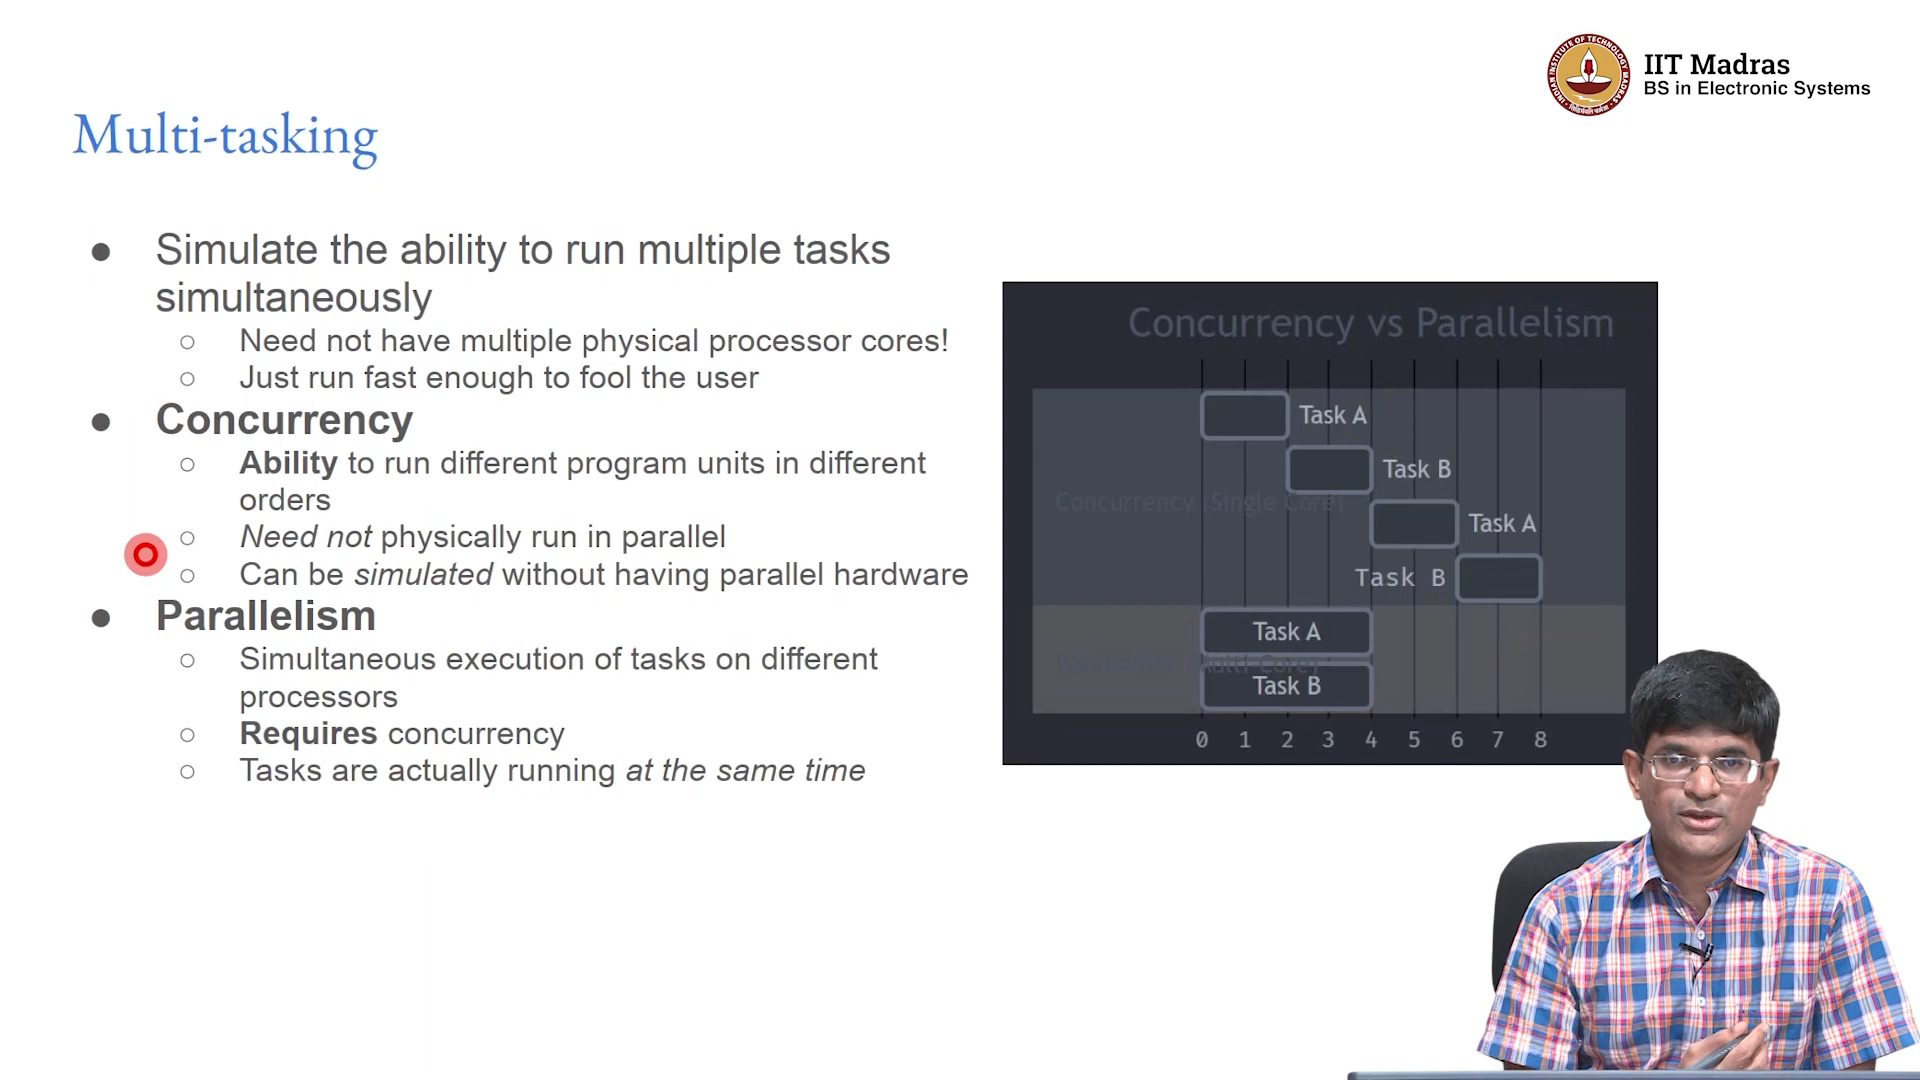 IIT Madras
BS in Electronic Systems
Multi-tasking
● Simulate the ability to run multiple tasks
simultaneously
○ Need not have multiple physical processor cores!
○ Just run fast enough to fool the user
● Concurrency
○ Ability to run different program units in different
orders
○ Need not physically run in parallel
○ Can be simulated without having parallel hardware
● Parallelism
○ Simultaneous execution of tasks on different
processors
○ Requires concurrency
○ Tasks are actually running at the same time
Concurrency vs Parallelism
Task A
Task B
Concurrency (Single Core)
Task A
Task B
Task A
Task B
0 1 2 3 4 5 6 7 8